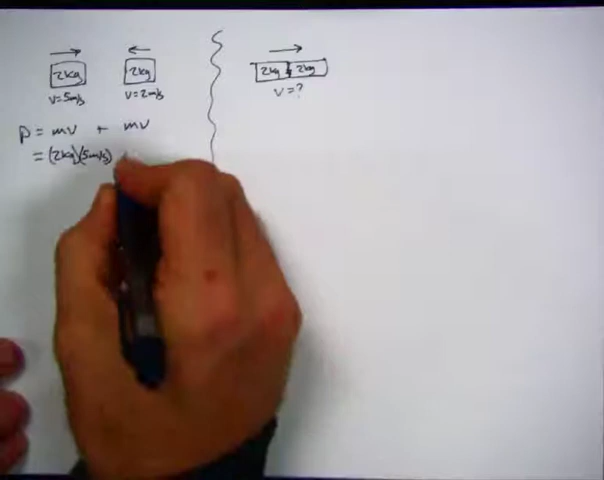 2kg 2kg
v=5m/s v=2m/s
p = mv + mv
= (2kg)(5m/s)
2kg 2kg
v=?